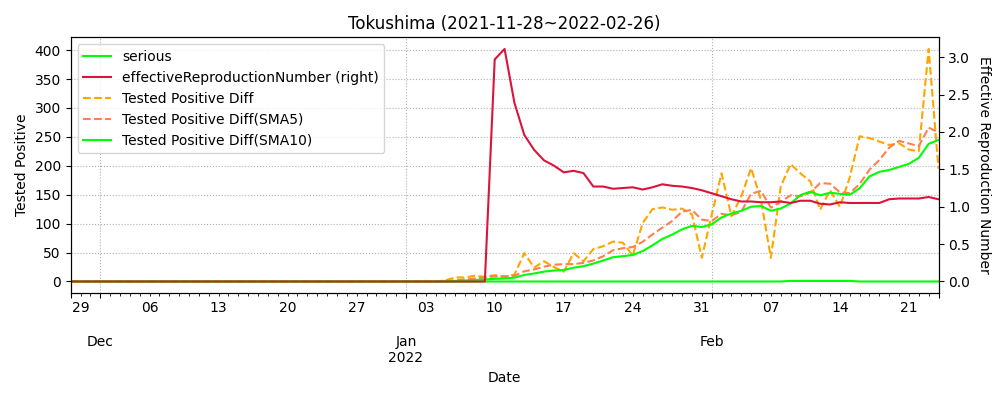 Tokushima (2021-11-28~2022-02-26)
serious
effectiveReproductionNumber (right)
Tested Positive Diff
Tested Positive Diff(SMA5)
Tested Positive Diff(SMA10)
Tested Positive
400
350
300
250
200
150
100
50
0
3.0
2.5
2.0
1.5
1.0
0.5
0.0
Effective Reproduction Number
29 06 13 20 27 03 10 17 24 31 07 14 21
Dec Jan Feb
2022
Date